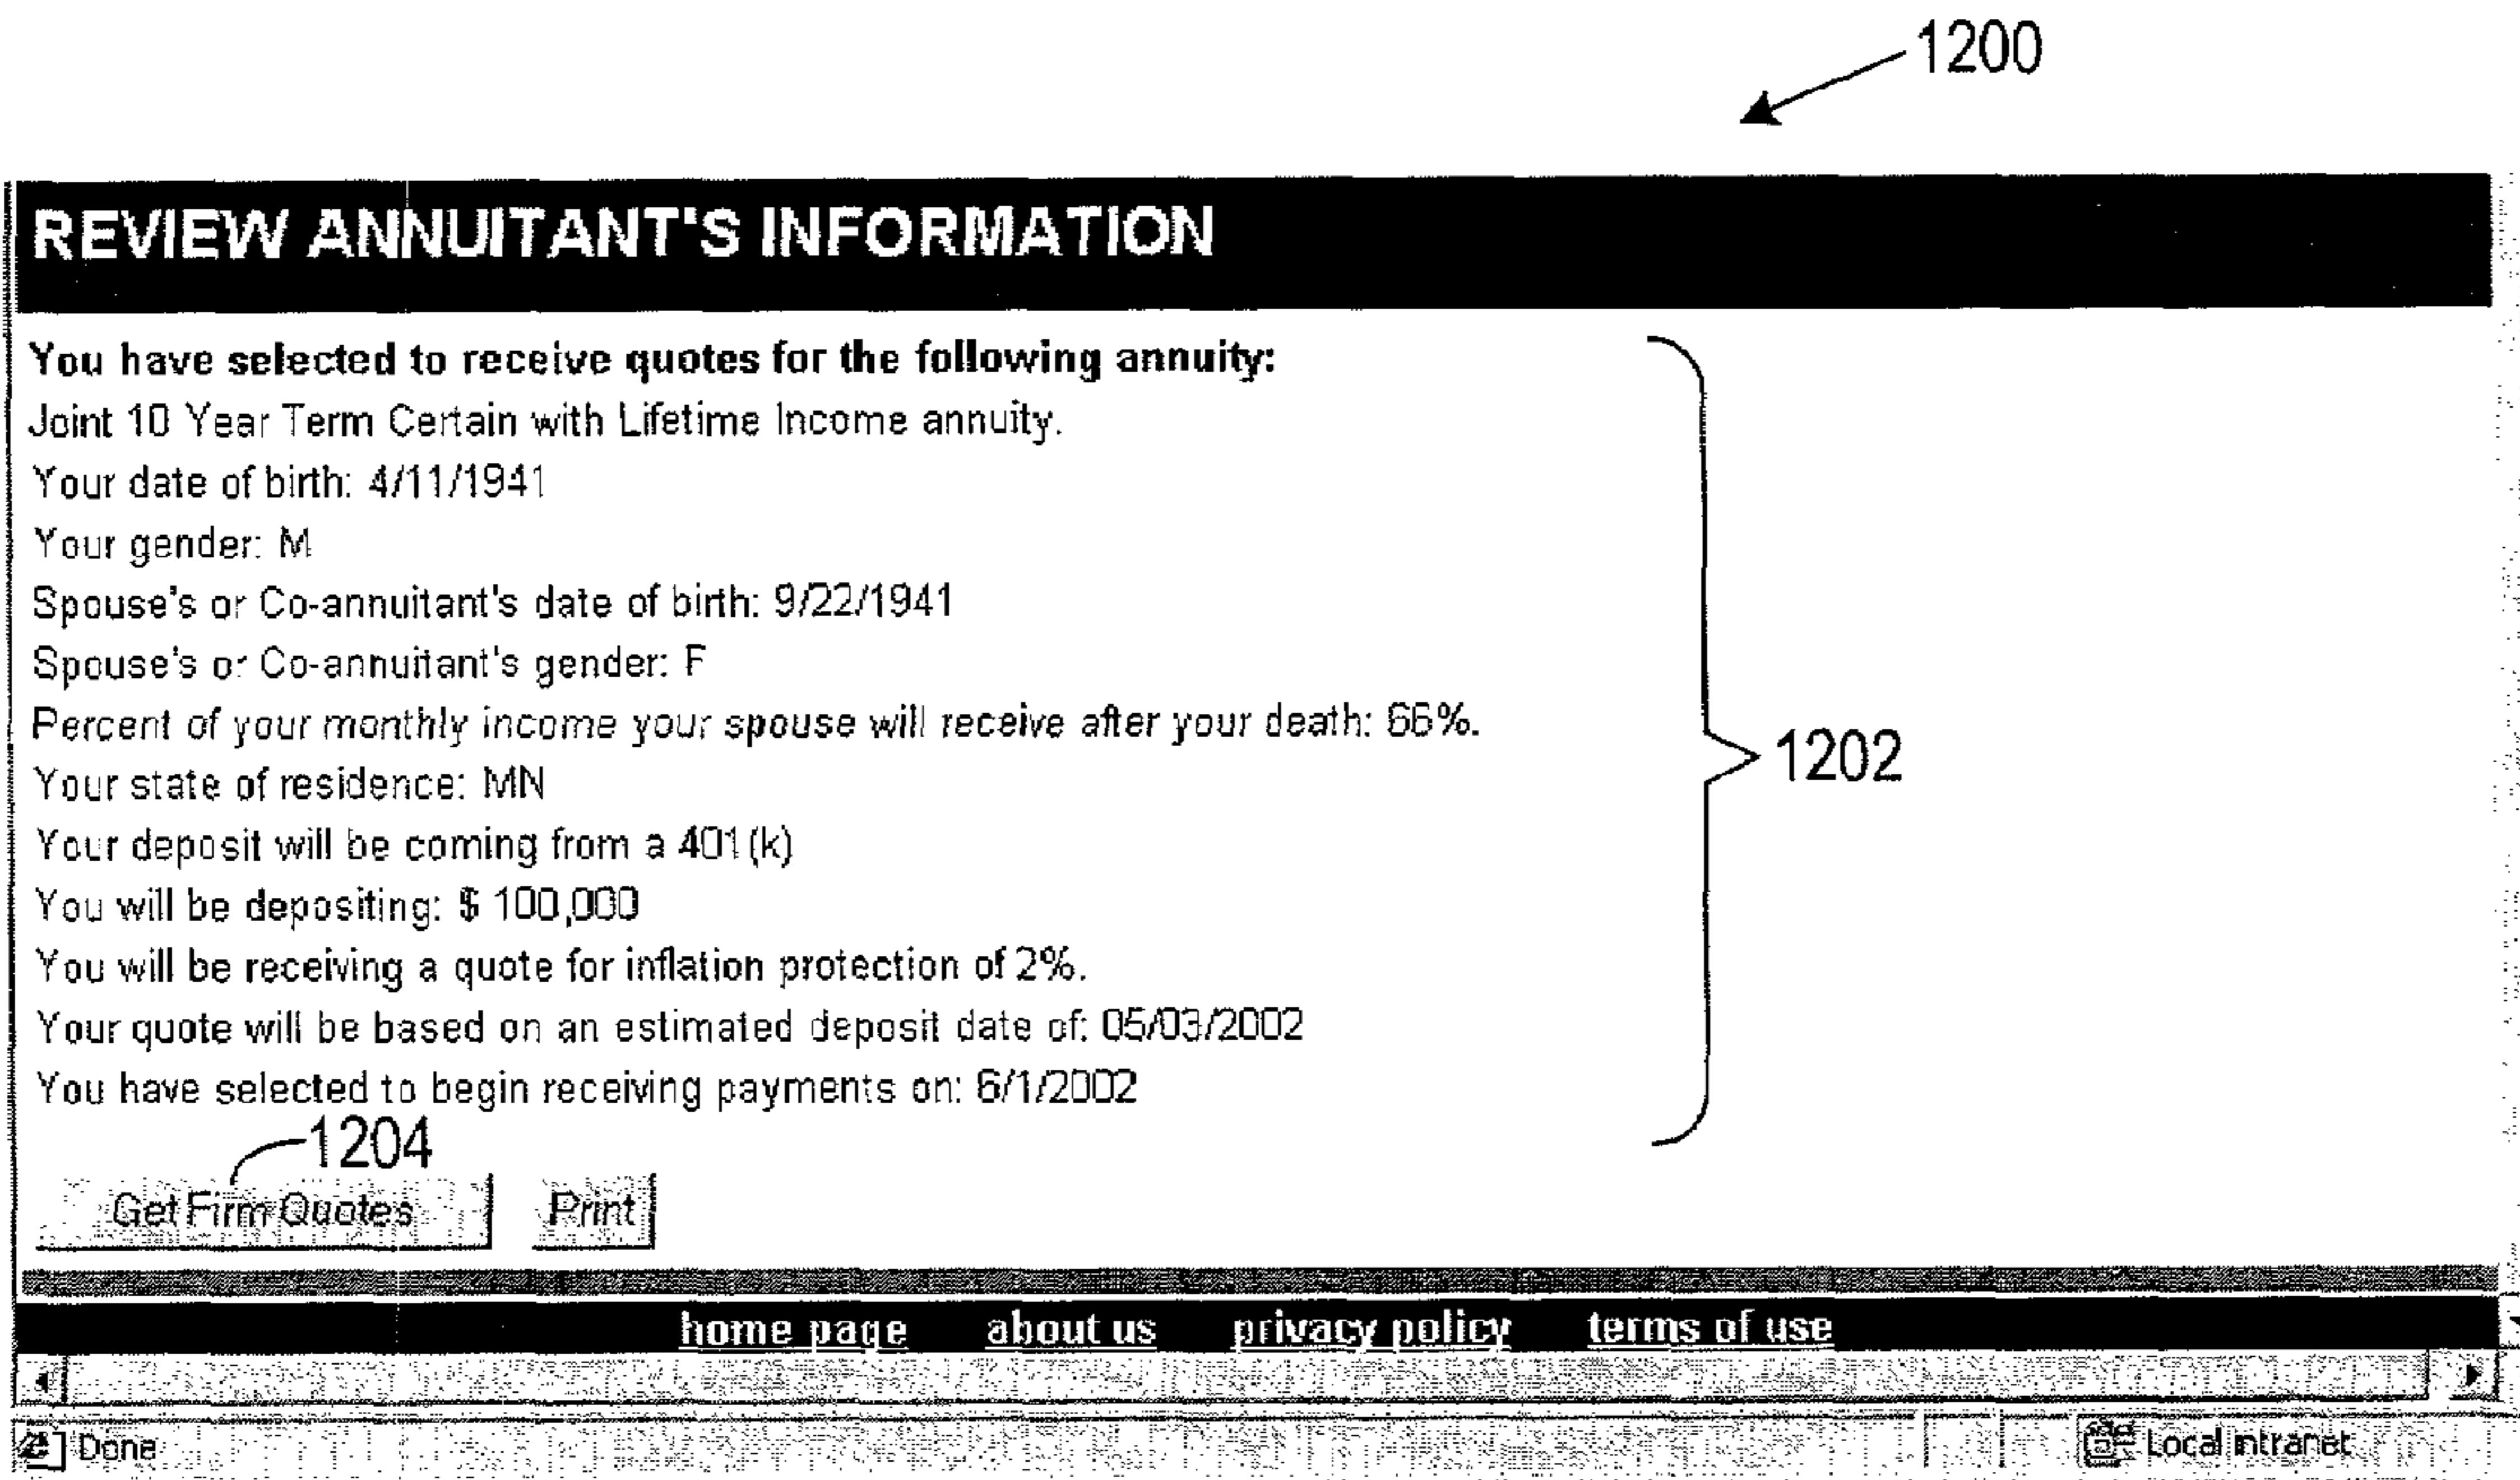 1200
REVIEW ANNUITANT'S INFORMATION
You have selected to receive quotes for the following annuity:
Joint 10 Year Term Certain with Lifetime Income annuity.
Your date of birth: 4/11/1941
Your gender: M
Spouse's or Co-annuitant's date of birth: 9/22/1941
Spouse's or Co-annuitant's gender: F
Percent of your monthly income your spouse will receive after your death: 66%.
1202
Your state of residence: MN
Your deposit will be coming from a 401(k)
You will be depositing: $ 100,000
You will be receiving a quote for inflation protection of 2%.
Your quote will be based on an estimated deposit date of: 05/03/2002
You have selected to begin receiving payments on: 6/1/2002
1204
Get Firm Quotes Print
home page about us privacy policy terms of use
Done Local intranet